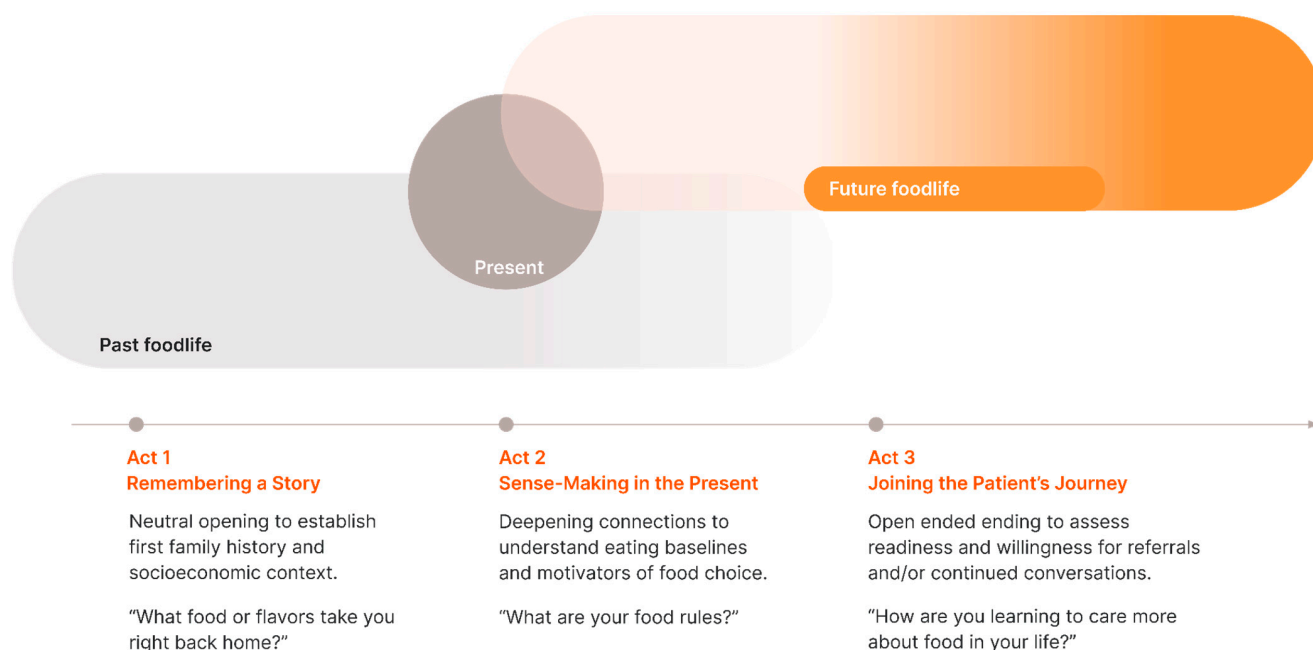 Future foodlife
Present
Past foodlife
Act 1
Remembering a Story
Neutral opening to establish
first family history and
socioeconomic context.
“What food or flavors take you
right back home?”
Act 2
Sense-Making in the Present
Deepening connections to
understand eating baselines
and motivators of food choice.
“What are your food rules?”
Act 3
Joining the Patient’s Journey
Open ended ending to assess
readiness and willingness for referrals
and/or continued conversations.
“How are you learning to care more
about food in your life?”